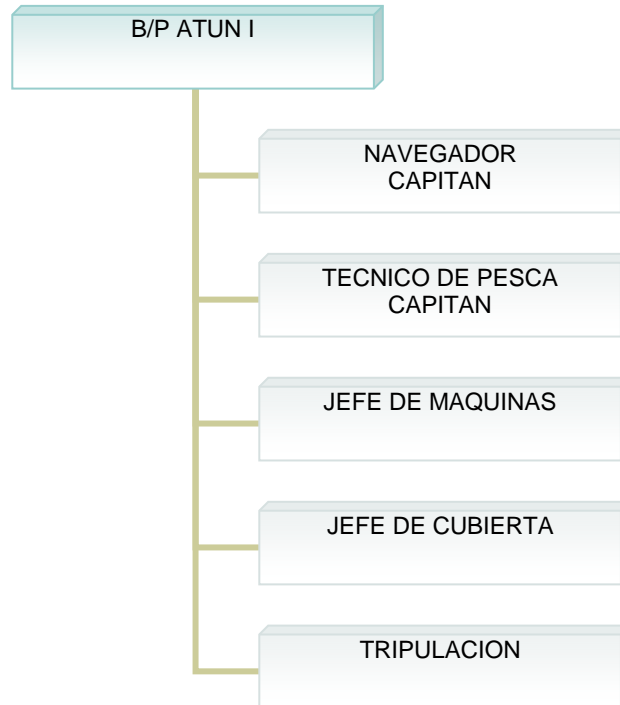 B/P ATUN I
NAVEGADOR
CAPITAN
TECNICO DE PESCA
CAPITAN
JEFE DE MAQUINAS
JEFE DE CUBIERTA
TRIPULACION